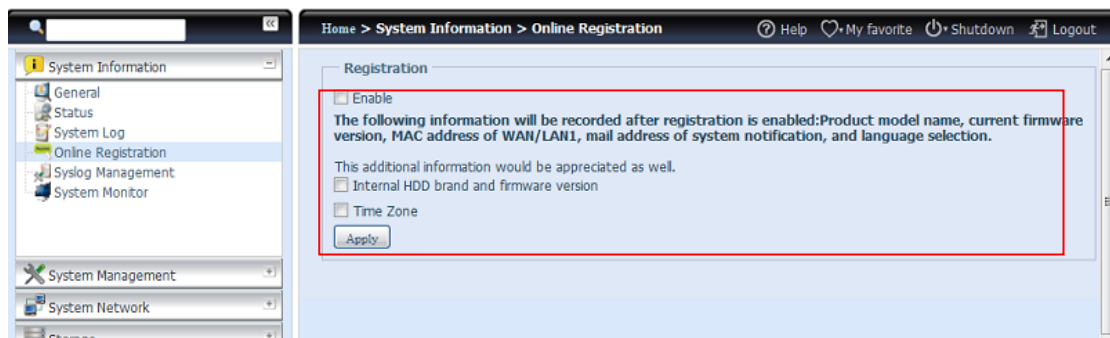 Home > System Information > Online Registration
Help My favorite Shutdown Logout
System Information
General
Status
System Log
Online Registration
Syslog Management
System Monitor
System Management
System Network
Storage
Registration
Enable
The following information will be recorded after registration is enabled:Product model name, current firmware
version, MAC address of WAN/LAN1, mail address of system notification, and language selection.
This additional information would be appreciated as well.
Internal HDD brand and firmware version
Time Zone
Apply